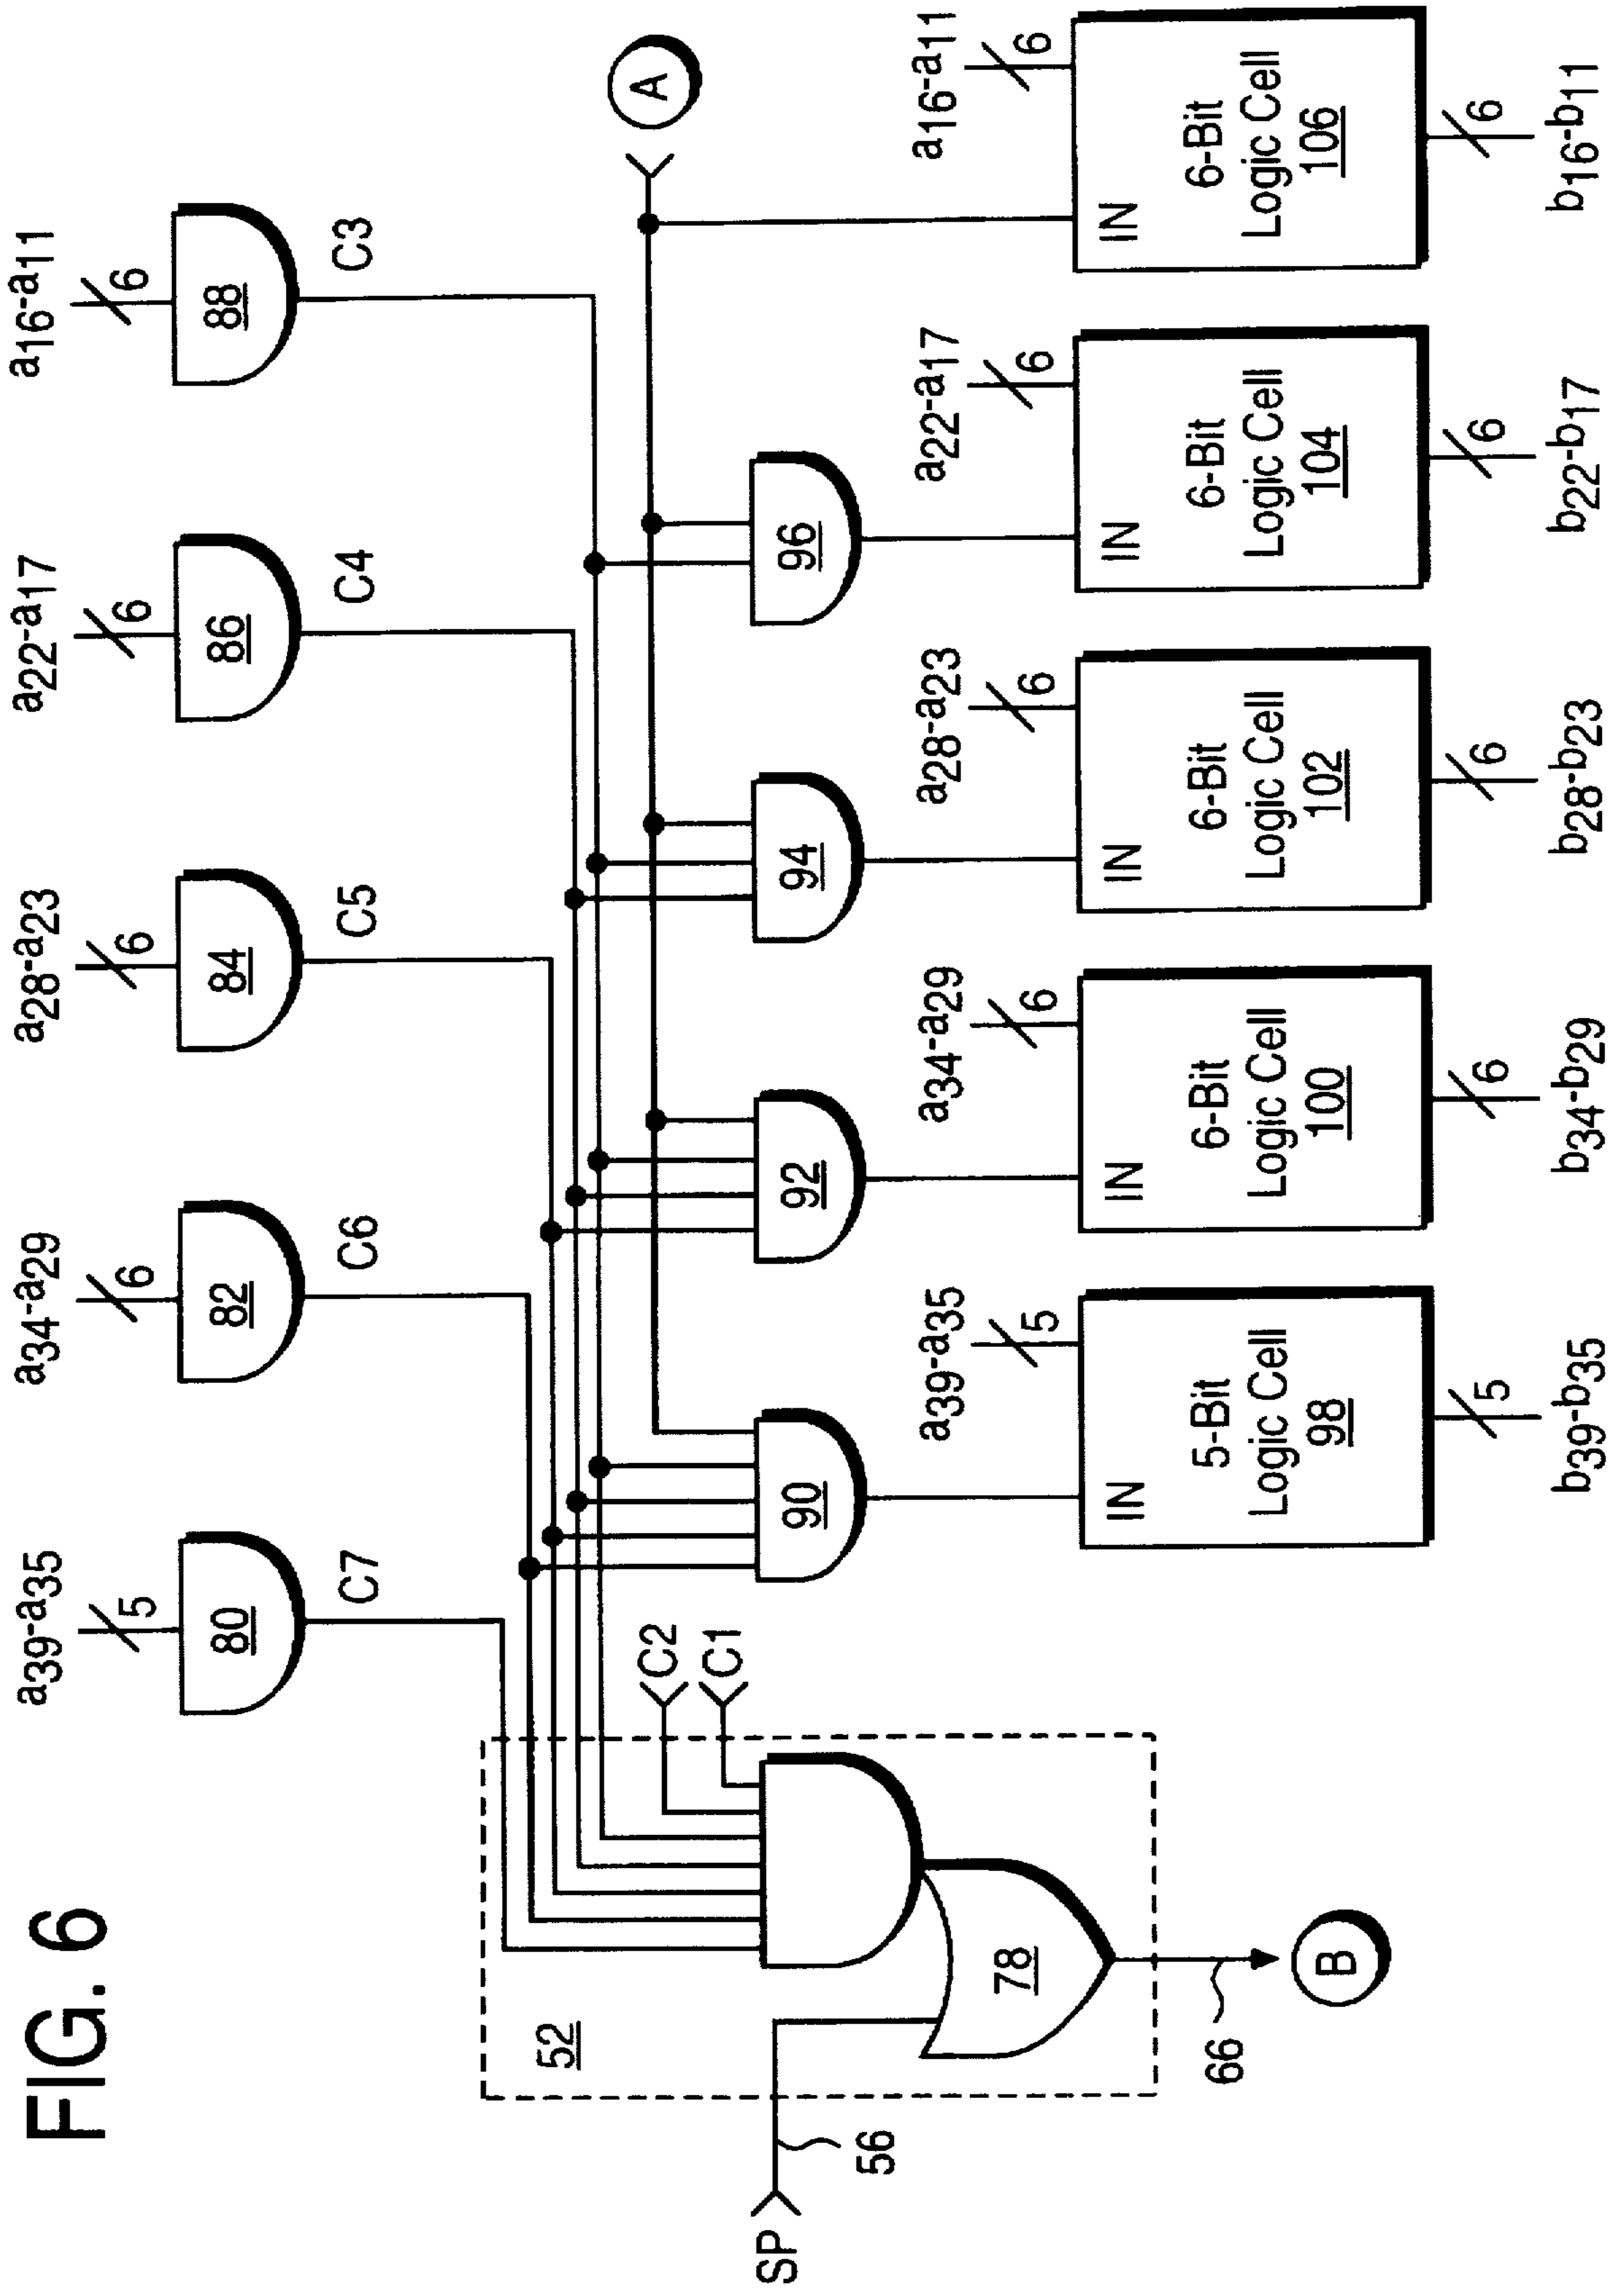 FIG. 6
a39-a35
a34-a29
a28-a23
a22-a17
a16-a11
5
6
6
6
6
80
82
84
86
88
C7
C6
C5
C4
C3
52
C2
C1
A
SP
56
78
66
B
90
92
94
96
a39-a35
a34-a29
a28-a23
a22-a17
a16-a11
5
6
6
6
6
IN
5-Bit
Logic Cell
98
IN
6-Bit
Logic Cell
100
IN
6-Bit
Logic Cell
102
IN
6-Bit
Logic Cell
104
IN
6-Bit
Logic Cell
106
5
6
6
6
6
b39-b35
b34-b29
b28-b23
b22-b17
b16-b11